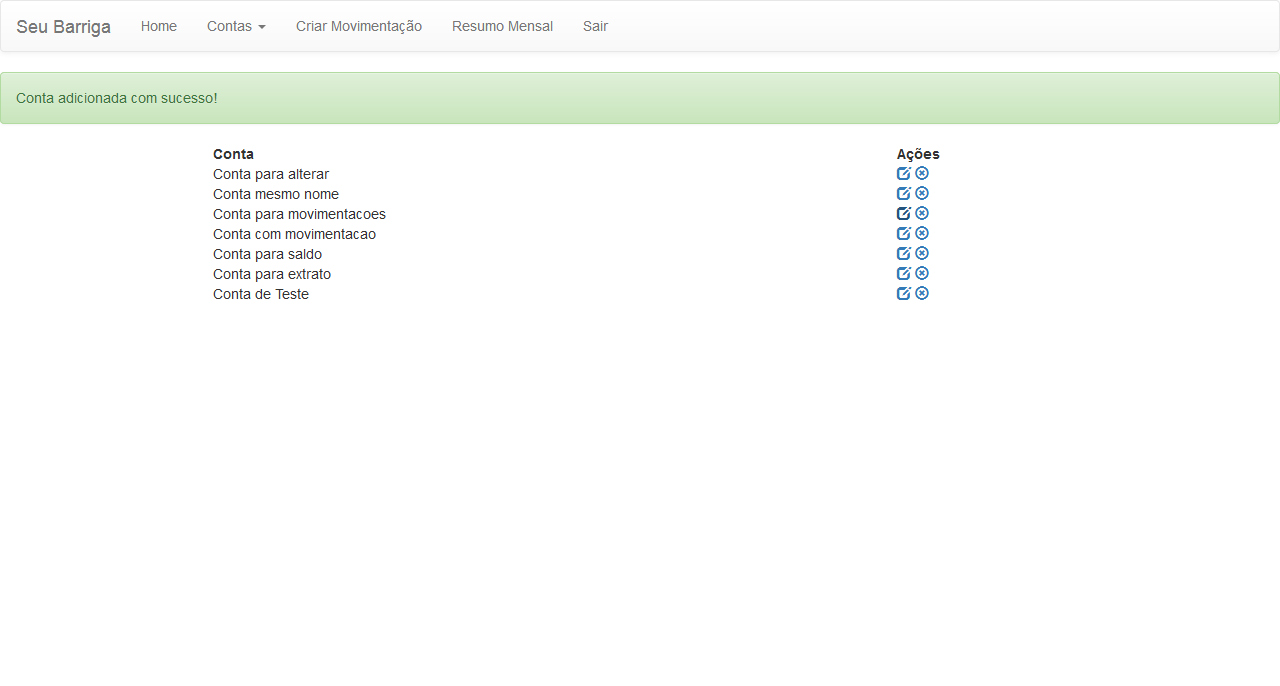 Seu Barriga Home Contas Criar Movimentação Resumo Mensal Sair
Conta adicionada com sucesso!
Conta Ações
Conta para alterar
Conta mesmo nome
Conta para movimentacoes
Conta com movimentacao
Conta para saldo
Conta para extrato
Conta de Teste